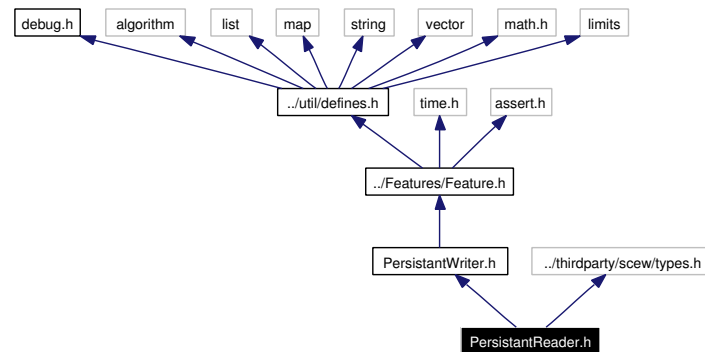 debug.h algorithm list map string vector math.h limits
../util/defines.h time.h assert.h
../Features/Feature.h
PersistantWriter.h ../thirdparty/scew/types.h
PersistantReader.h